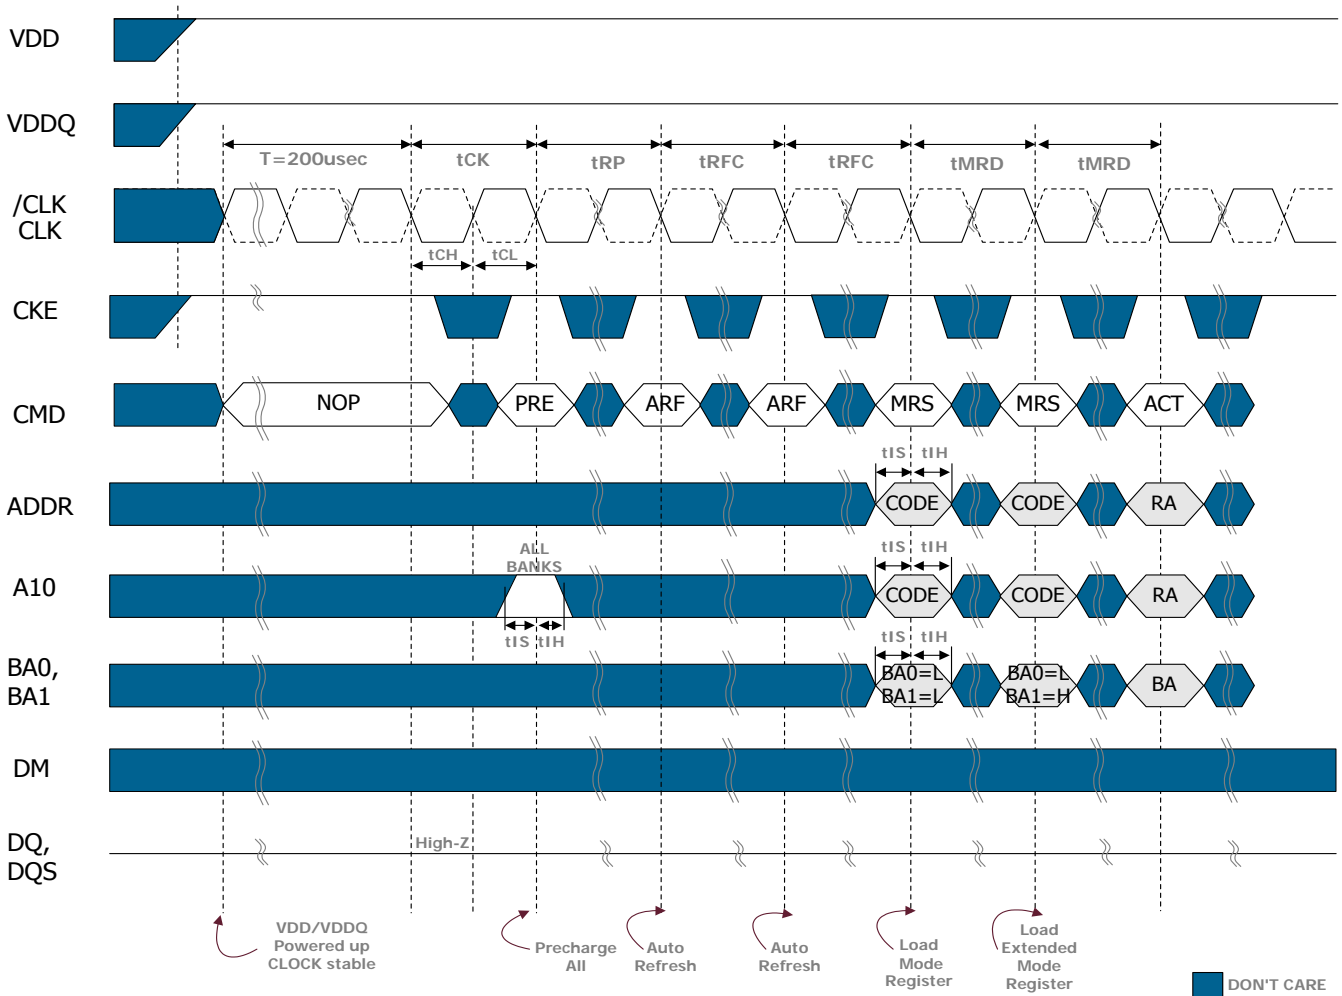 VDD
VDDQ
T=200usec tCK tRP tRFC tRFC tMRD tMRD
/CLK
CLK
tCH tCL
CKE
CMD NOP PRE ARF ARF MRS MRS ACT
tIS tIH
ADDR CODE CODE RA
ALL
BANKS
tIS tIH
A10 CODE CODE RA
tIS tIH
tIS tIH
BA0,
BA1
BA0=L
BA1=L
BA0=L
BA1=H
BA
DM
DQ,
DQS
High-Z
VDD/VDDQ
Powered up
CLOCK stable
Precharge
All
Auto
Refresh
Auto
Refresh
Load
Mode
Register
Load
Extended
Mode
Register
DON'T CARE